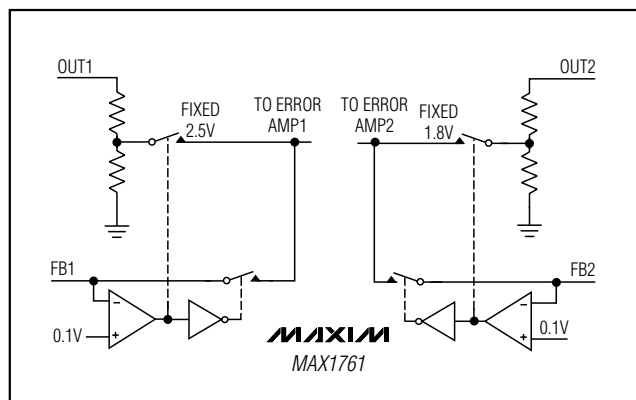 OUT1
OUT2
FIXED
2.5V
TO ERROR
AMP1
TO ERROR
AMP2
FIXED
1.8V
FB1
FB2
−
+
0.1V
−
+
0.1V
MAXIM
MAX1761